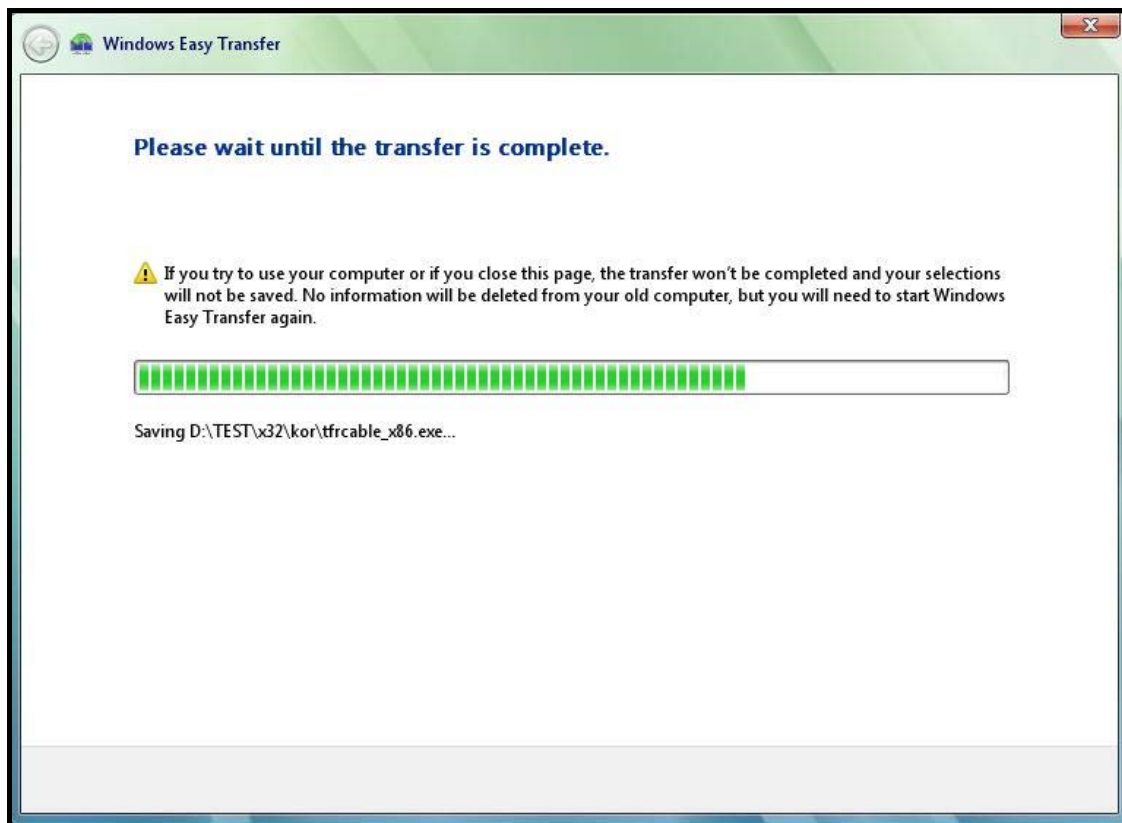 Windows Easy Transfer
Please wait until the transfer is complete.
If you try to use your computer or if you close this page, the transfer won't be completed and your selections
will not be saved. No information will be deleted from your old computer, but you will need to start Windows
Easy Transfer again.
Saving D:\TEST\x32\kor\tfrcable_x86.exe...